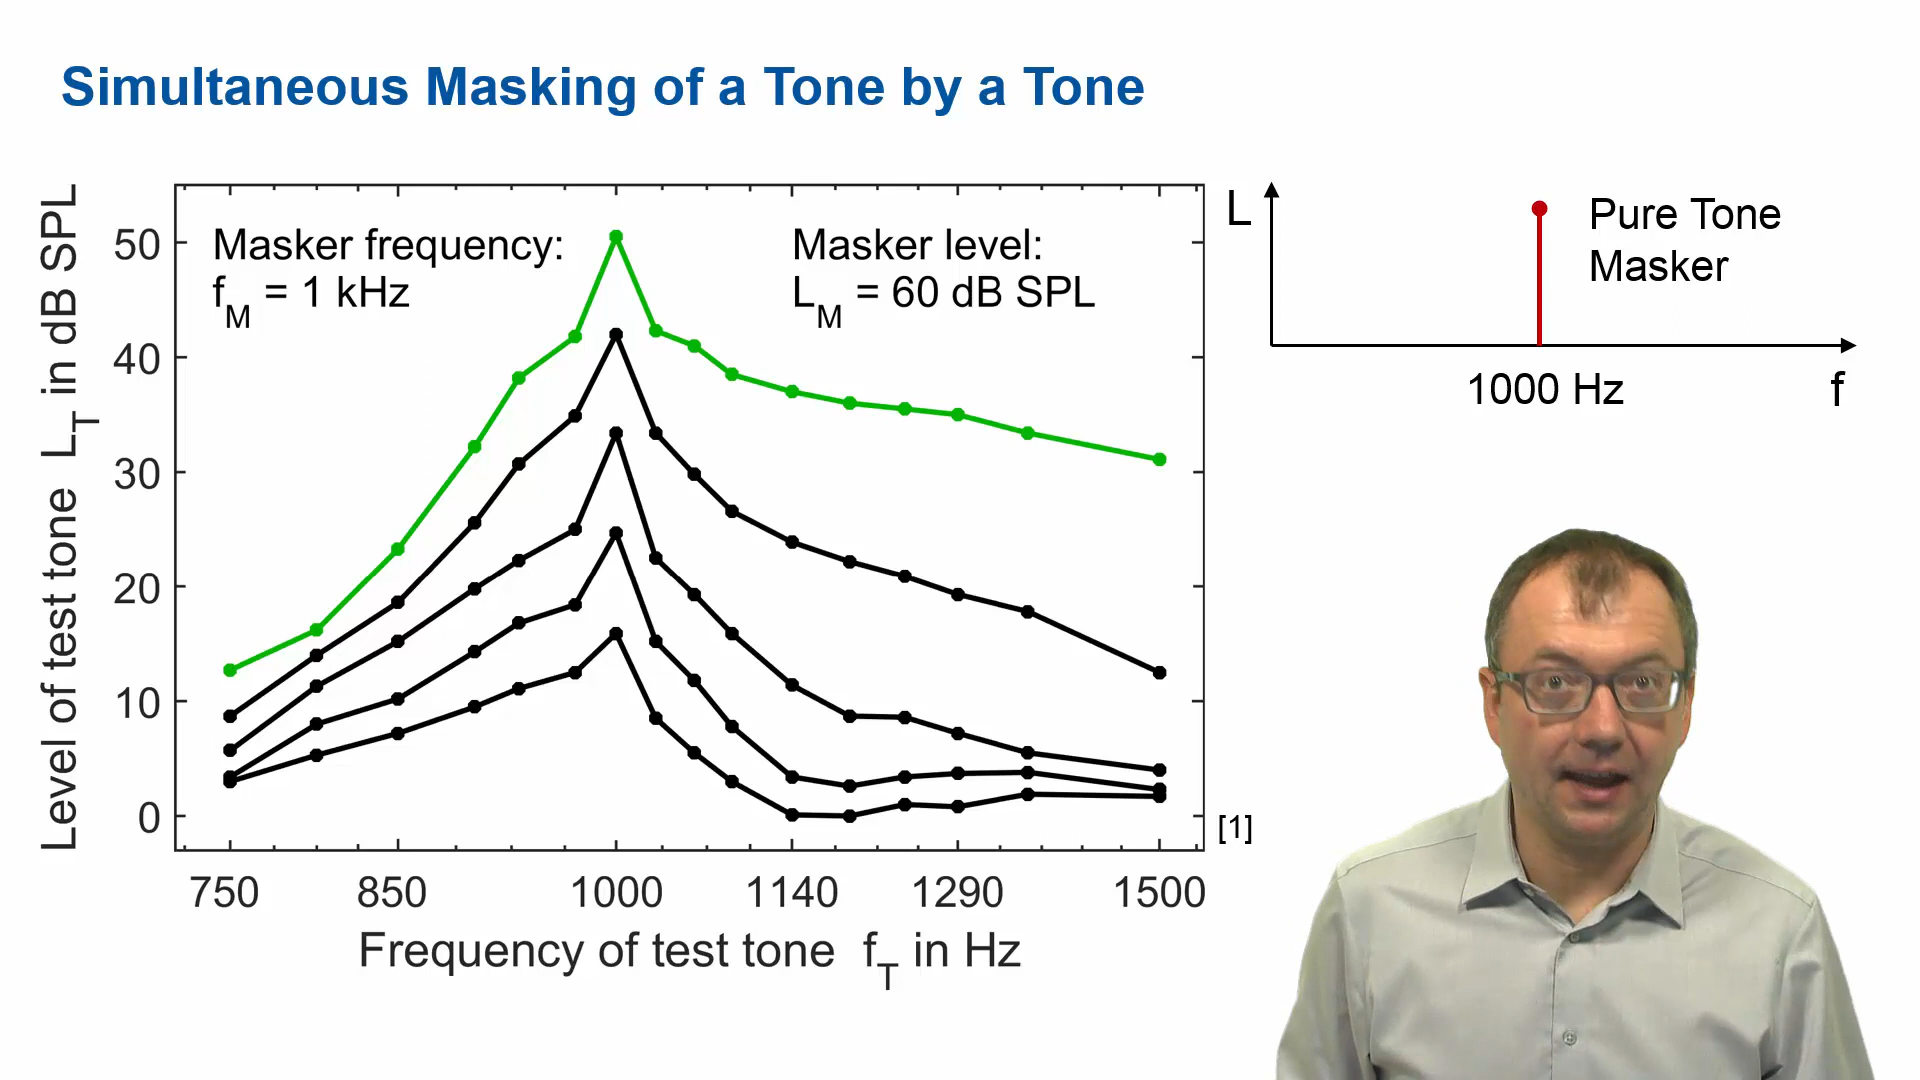 Simultaneous Masking of a Tone by a Tone
Level of test tone L_T in dB SPL
50
40
30
20
10
0
Masker frequency:
f_M = 1 kHz
Masker level:
L_M = 60 dB SPL
750 850 1000 1140 1290 1500
Frequency of test tone f_T in Hz
[1]
L
Pure Tone
Masker
1000 Hz
f